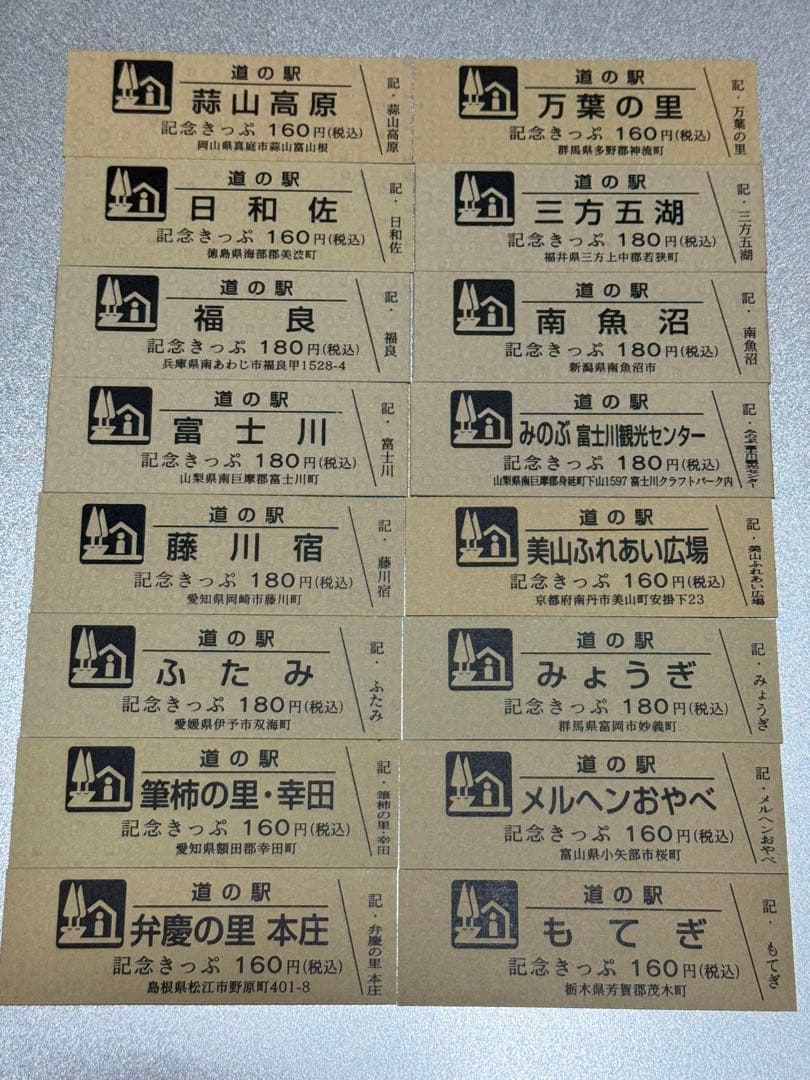 道の駅
蒜山高原
記念きっぷ 160円(税込)
岡山県真庭市蒜山富山根
記・蒜山高原
道の駅
万葉の里
記念きっぷ 160円(税込)
群馬県多野郡神流町
記・万葉の里
道の駅
日和佐
記念きっぷ 160円(税込)
徳島県海部郡美波町
記・日和佐
道の駅
三方五湖
記念きっぷ 180円(税込)
福井県三方上中郡若狭町
記・三方五湖
道の駅
福良
記念きっぷ 180円(税込)
兵庫県南あわじ市福良甲1528-4
記・福良
道の駅
南魚沼
記念きっぷ 180円(税込)
新潟県南魚沼市
記・南魚沼
道の駅
富士川
記念きっぷ 180円(税込)
山梨県南巨摩郡富士川町
記・富士川
道の駅
みのぶ 富士川観光センター
記念きっぷ 180円(税込)
山梨県南巨摩郡身延町下山1597 富士川クラフトパーク内
記・みのぶ富士川観光センター
道の駅
藤川宿
記念きっぷ 180円(税込)
愛知県岡崎市藤川町
記・藤川宿
道の駅
美山ふれあい広場
記念きっぷ 160円(税込)
京都府南丹市美山町安掛下23
記・美山ふれあい広場
道の駅
ふたみ
記念きっぷ 180円(税込)
愛媛県伊予市双海町
記・ふたみ
道の駅
みょうぎ
記念きっぷ 180円(税込)
群馬県富岡市妙義町
記・みょうぎ
道の駅
筆柿の里・幸田
記念きっぷ 160円(税込)
愛知県額田郡幸田町
記・筆柿の里・幸田
道の駅
メルヘンおやべ
記念きっぷ 160円(税込)
富山県小矢部市桜町
記・メルヘンおやべ
道の駅
弁慶の里 本庄
記念きっぷ 160円(税込)
島根県松江市野原町401-8
記・弁慶の里 本庄
道の駅
もてぎ
記念きっぷ 160円(税込)
栃木県芳賀郡茂木町
記・もてぎ